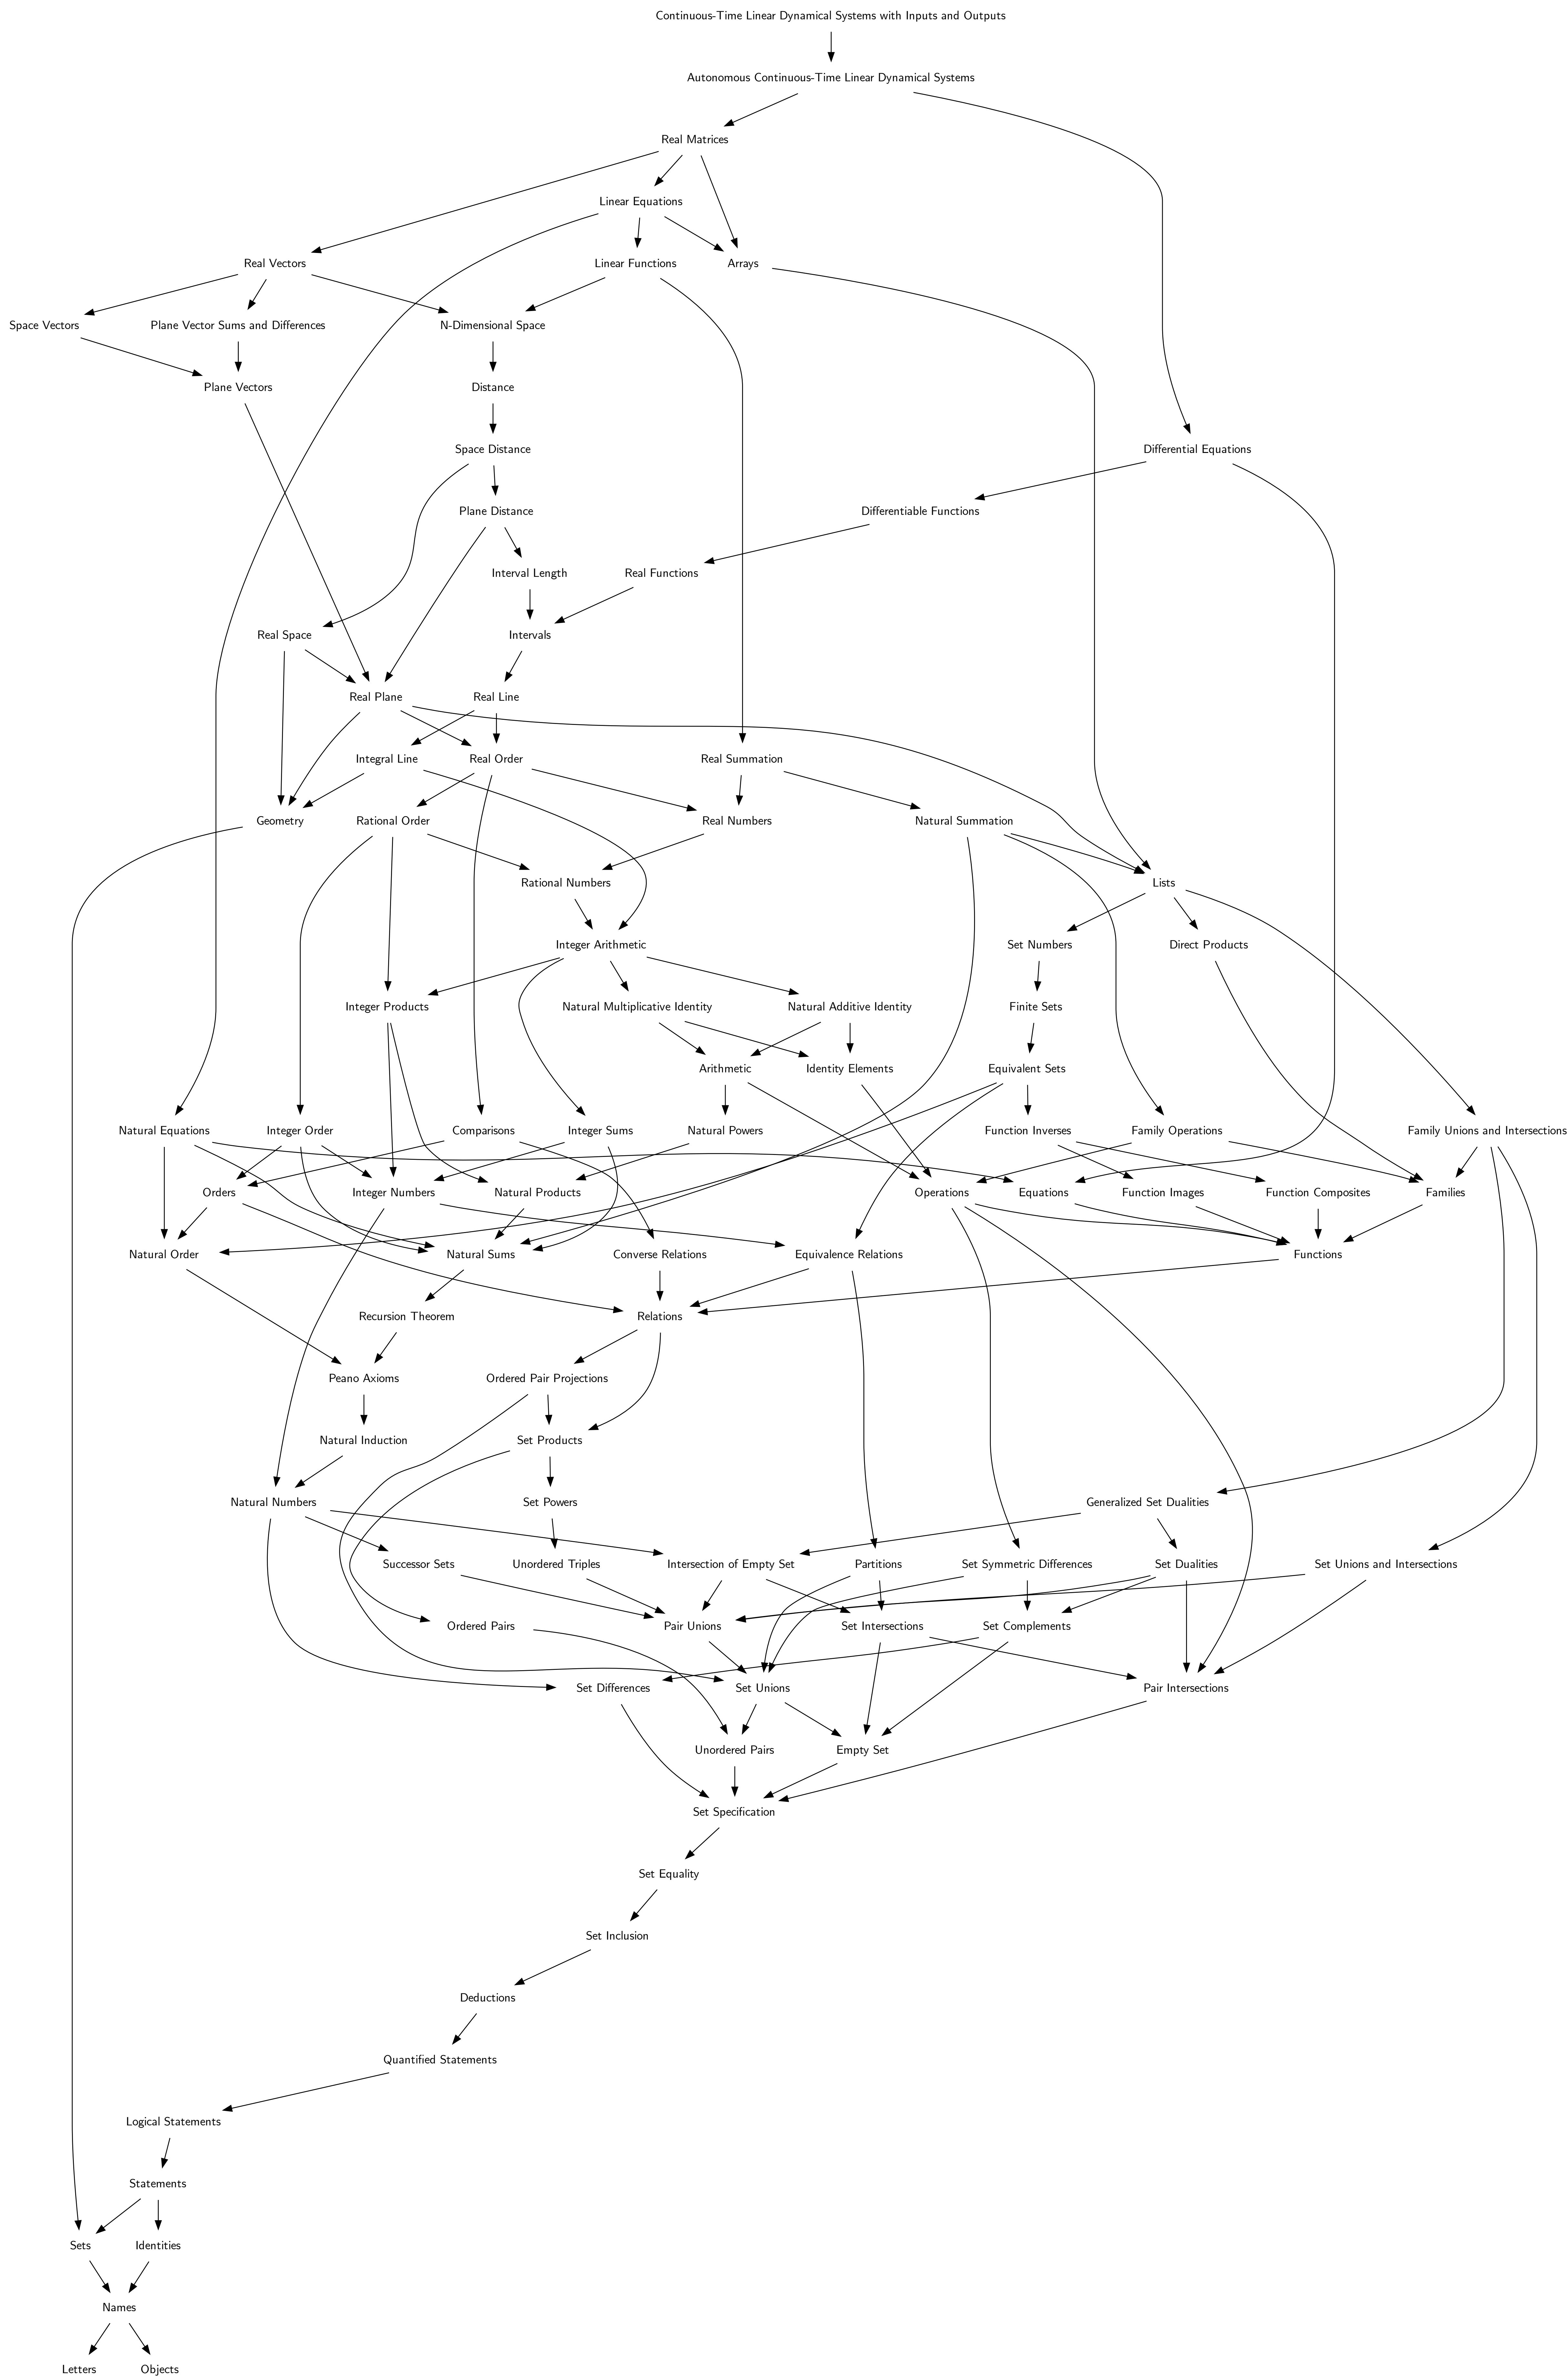 Continuous-Time Linear Dynamical Systems with Inputs and Outputs
Autonomous Continuous-Time Linear Dynamical Systems
Real Matrices
Linear Equations
Real Vectors
Linear Functions
Arrays
Space Vectors
Plane Vector Sums and Differences
N-Dimensional Space
Plane Vectors
Distance
Space Distance
Differential Equations
Plane Distance
Differentiable Functions
Interval Length
Real Functions
Real Space
Intervals
Real Plane
Real Line
Integral Line
Real Order
Real Summation
Geometry
Rational Order
Real Numbers
Natural Summation
Rational Numbers
Lists
Integer Arithmetic
Set Numbers
Direct Products
Integer Products
Natural Multiplicative Identity
Natural Additive Identity
Finite Sets
Arithmetic
Identity Elements
Equivalent Sets
Natural Equations
Integer Order
Comparisons
Integer Sums
Natural Powers
Function Inverses
Family Operations
Family Unions and Intersections
Orders
Integer Numbers
Natural Products
Operations
Equations
Function Images
Function Composites
Families
Natural Order
Natural Sums
Converse Relations
Equivalence Relations
Functions
Recursion Theorem
Relations
Peano Axioms
Ordered Pair Projections
Natural Induction
Set Products
Natural Numbers
Set Powers
Generalized Set Dualities
Successor Sets
Unordered Triples
Intersection of Empty Set
Partitions
Set Symmetric Differences
Set Dualities
Set Unions and Intersections
Ordered Pairs
Pair Unions
Set Intersections
Set Complements
Set Differences
Set Unions
Pair Intersections
Unordered Pairs
Empty Set
Set Specification
Set Equality
Set Inclusion
Deductions
Quantified Statements
Logical Statements
Statements
Sets
Identities
Names
Letters
Objects